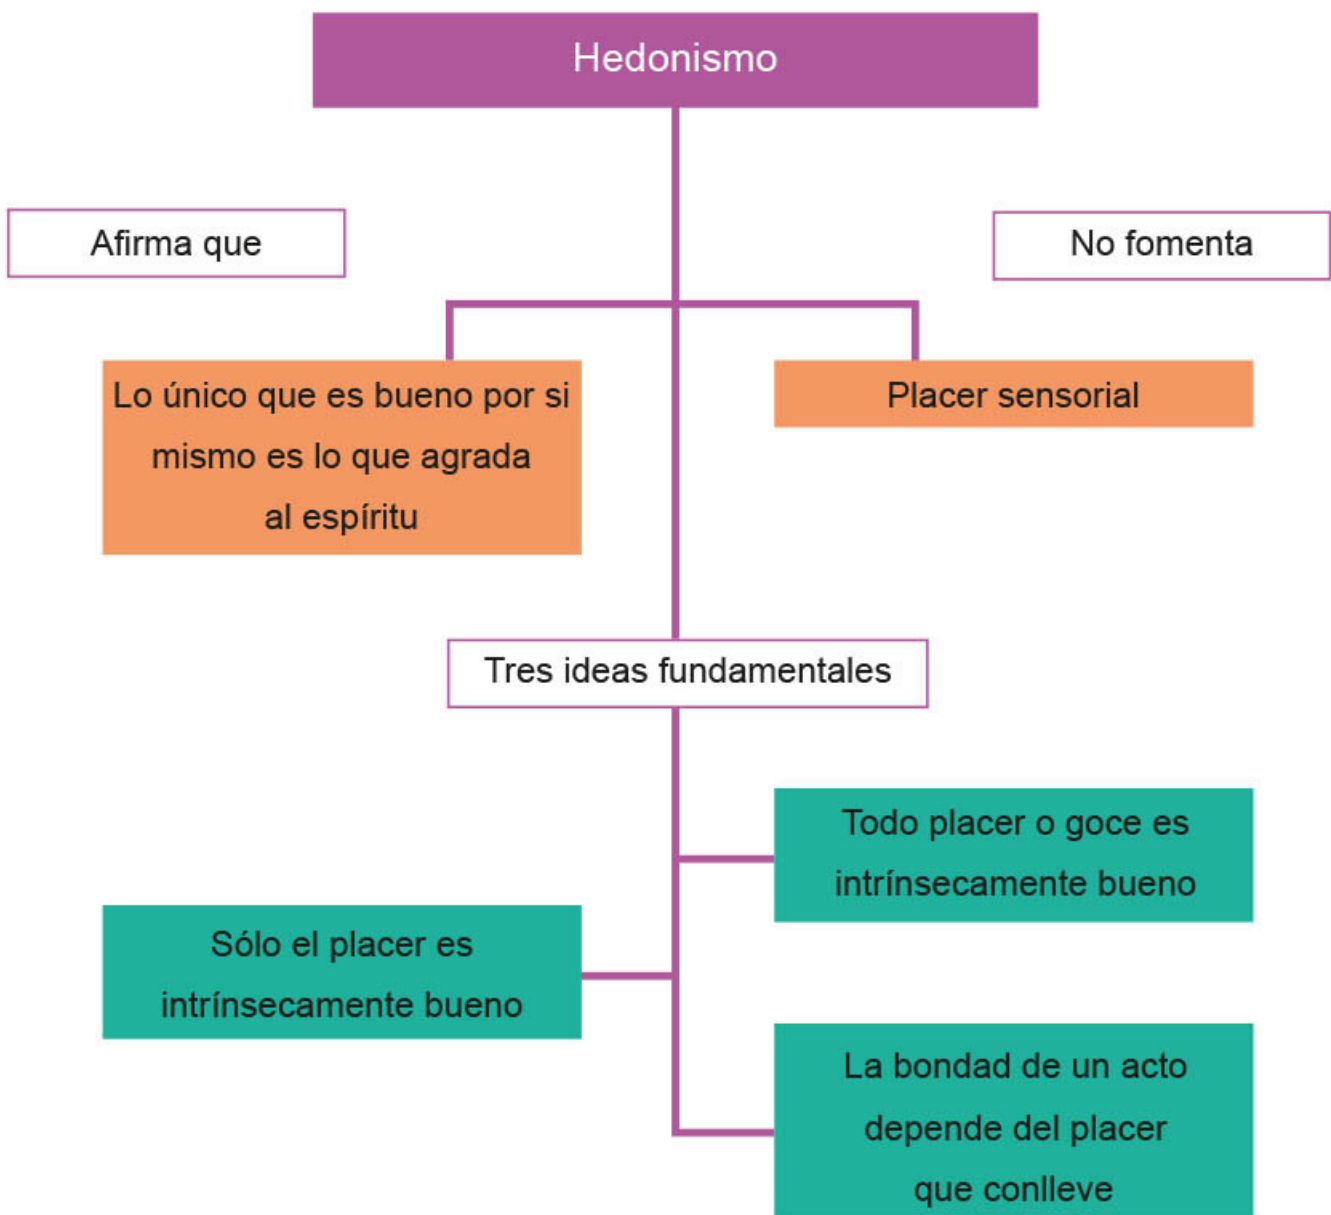 Hedonismo
Afirma que
No fomenta
Lo único que es bueno por si
mismo es lo que agrada
al espíritu
Placer sensorial
Tres ideas fundamentales
Todo placer o goce es
intrínsecamente bueno
Sólo el placer es
intrínsecamente bueno
La bondad de un acto
depende del placer
que conlleve